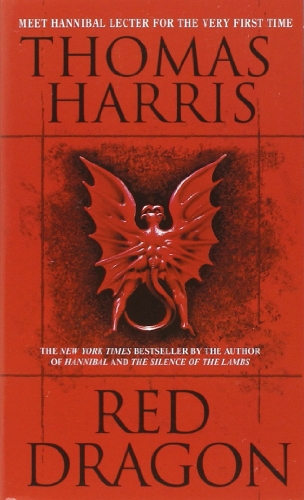 MEET HANNIBAL LECTER FOR THE VERY FIRST TIME
THOMAS
HARRIS
THE NEW YORK TIMES BESTSELLER BY THE AUTHOR
OF HANNIBAL AND THE SILENCE OF THE LAMBS
RED
DRAGON